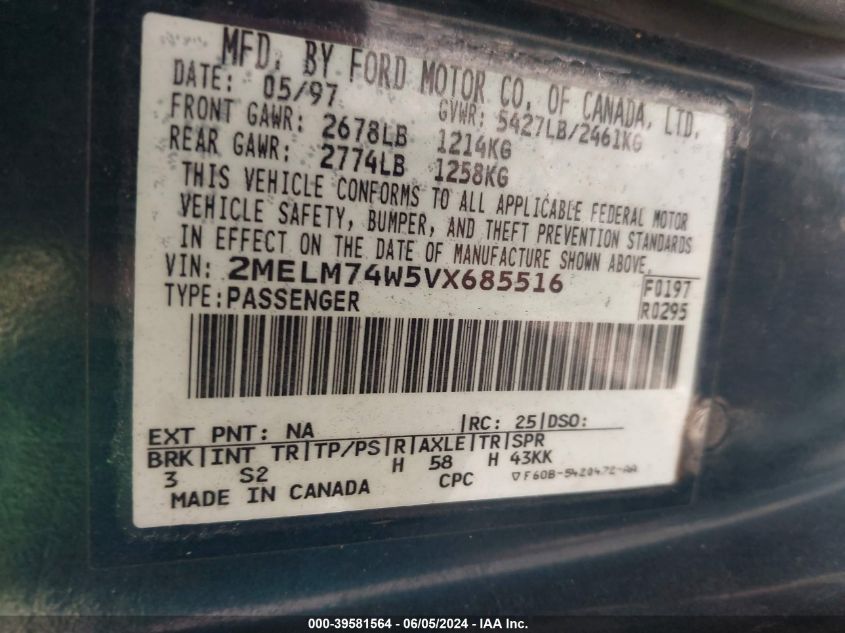 MFD. BY FORD MOTOR CO. OF CANADA, LTD.
DATE: 05/97 GVWR: 5427LB/2461KG
FRONT GAWR: 2678LB 1214KG
REAR GAWR: 2774LB 1258KG
THIS VEHICLE CONFORMS TO ALL APPLICABLE FEDERAL MOTOR
VEHICLE SAFETY, BUMPER, AND THEFT PREVENTION STANDARDS
IN EFFECT ON THE DATE OF MANUFACTURE SHOWN ABOVE.
VIN: 2MELM74W5VX685516 F0197
TYPE:PASSENGER R0295
EXT PNT: NA |RC: 25|DSO:
BRK|INT TR|TP/PS|R|AXLE|TR|SPR
3 S2 H 58 H 43KK
MADE IN CANADA CPC ▽F60B-5420472-AA
000-39581564 / 06/05/2024 - IAA Inc.